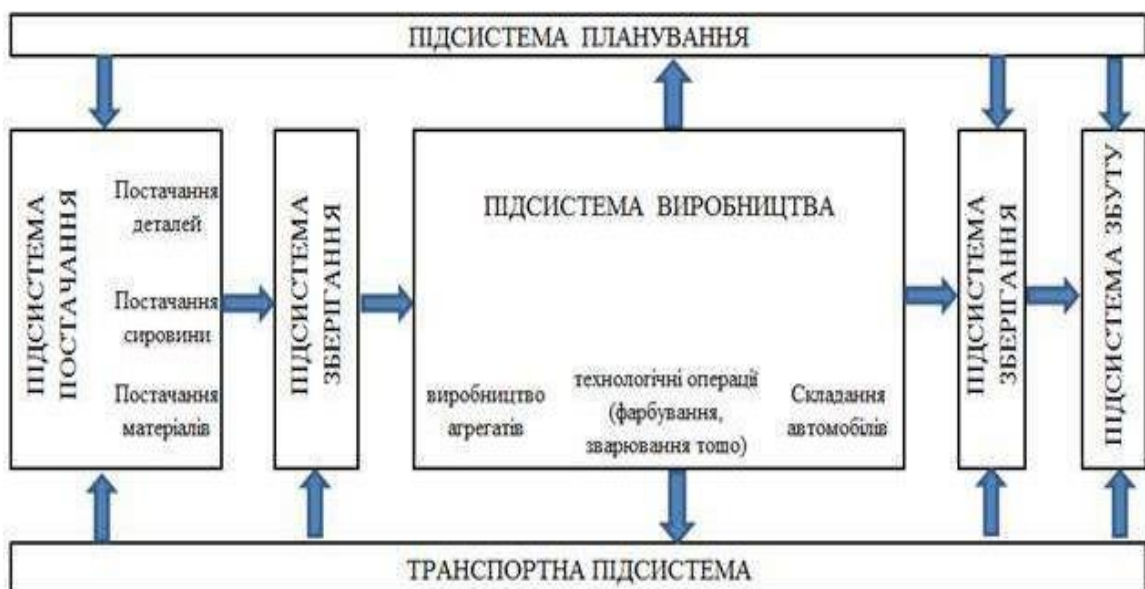 ПІДСИСТЕМА ПЛАНУВАННЯ
ПІДСИСТЕМА
ПОСТАЧАННЯ
Постачання
деталей
Постачання
сировини
Постачання
матеріалів
ПІДСИСТЕМА
ЗБЕРІГАННЯ
ПІДСИСТЕМА ВИРОБНИЦТВА
виробництво
агрегатів
технологічні операції
(фарбування,
зварювання тощо)
Складання
автомобілів
ПІДСИСТЕМА
ЗБЕРІГАННЯ
ПІДСИСТЕМА ЗБУТУ
ТРАНСПОРТНА ПІДСИСТЕМА